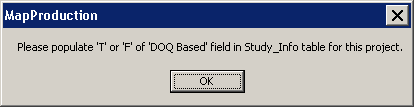 MapProduction
Please populate 'T' or 'F' of 'DOQ Based' field in Study_Info table for this project.
OK